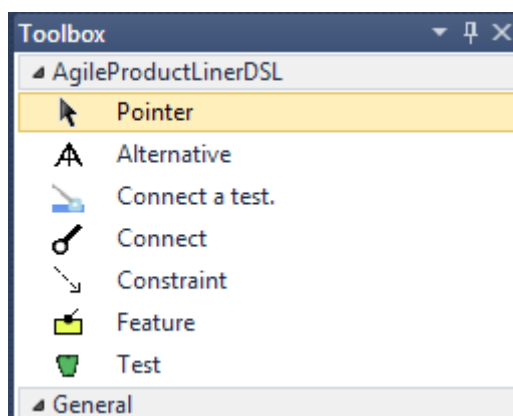 Toolbox
AgileProductLinerDSL
Pointer
Alternative
Connect a test.
Connect
Constraint
Feature
Test
General